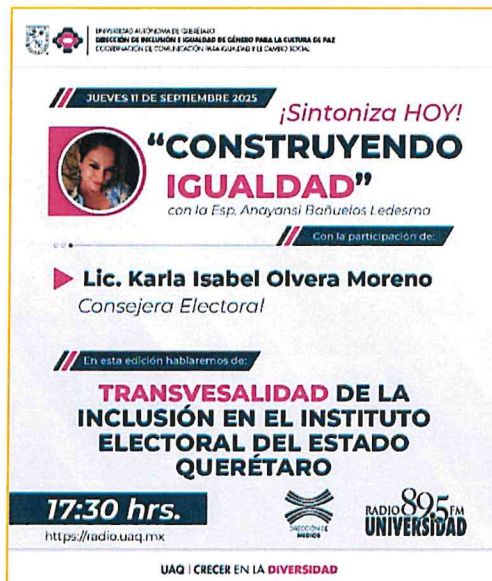 UNIVERSIDAD AUTÓNOMA DE QUERÉTARO
DIRECCIÓN DE INCLUSIÓN E IGUALDAD DE GÉNERO PARA LA CULTURA DE PAZ
COORDINACIÓN DE COMUNICACIÓN PARA IGUALDAD Y EL CAMBIO SOCIAL
JUEVES 11 DE SEPTIEMBRE 2025
¡Sintoniza HOY!
“CONSTRUYENDO
IGUALDAD”
con la Esp. Anayansi Bañuelos Ledesma
Con la participación de:
Lic. Karla Isabel Olvera Moreno
Consejera Electoral
En esta edición hablaremos de:
TRANSVESALIDAD DE LA
INCLUSIÓN EN EL INSTITUTO
ELECTORAL DEL ESTADO
QUERÉTARO
17:30 hrs.
https://radio.uaq.mx
DIRECCIÓN DE
MEDIOS
RADIO 89.5 FM
UNIVERSIDAD
UAQ | CRECER EN LA DIVERSIDAD